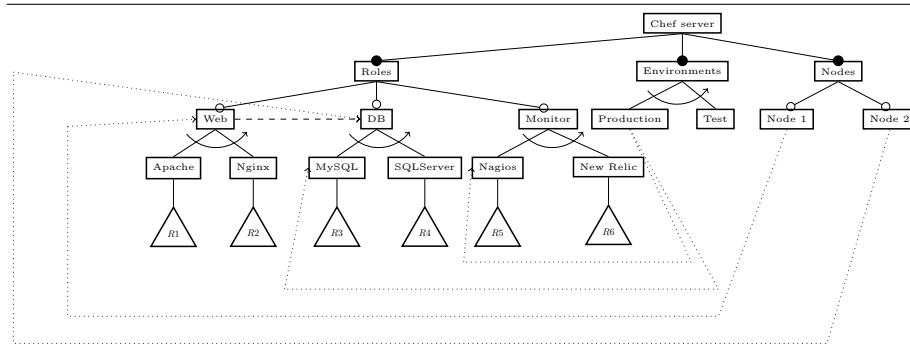 Chef server
Roles
Environments
Nodes
Web
DB
Monitor
Production
Test
Node 1
Node 2
Apache
Nginx
MySQL
SQLServer
Nagios
New Relic
R1
R2
R3
R4
R5
R6